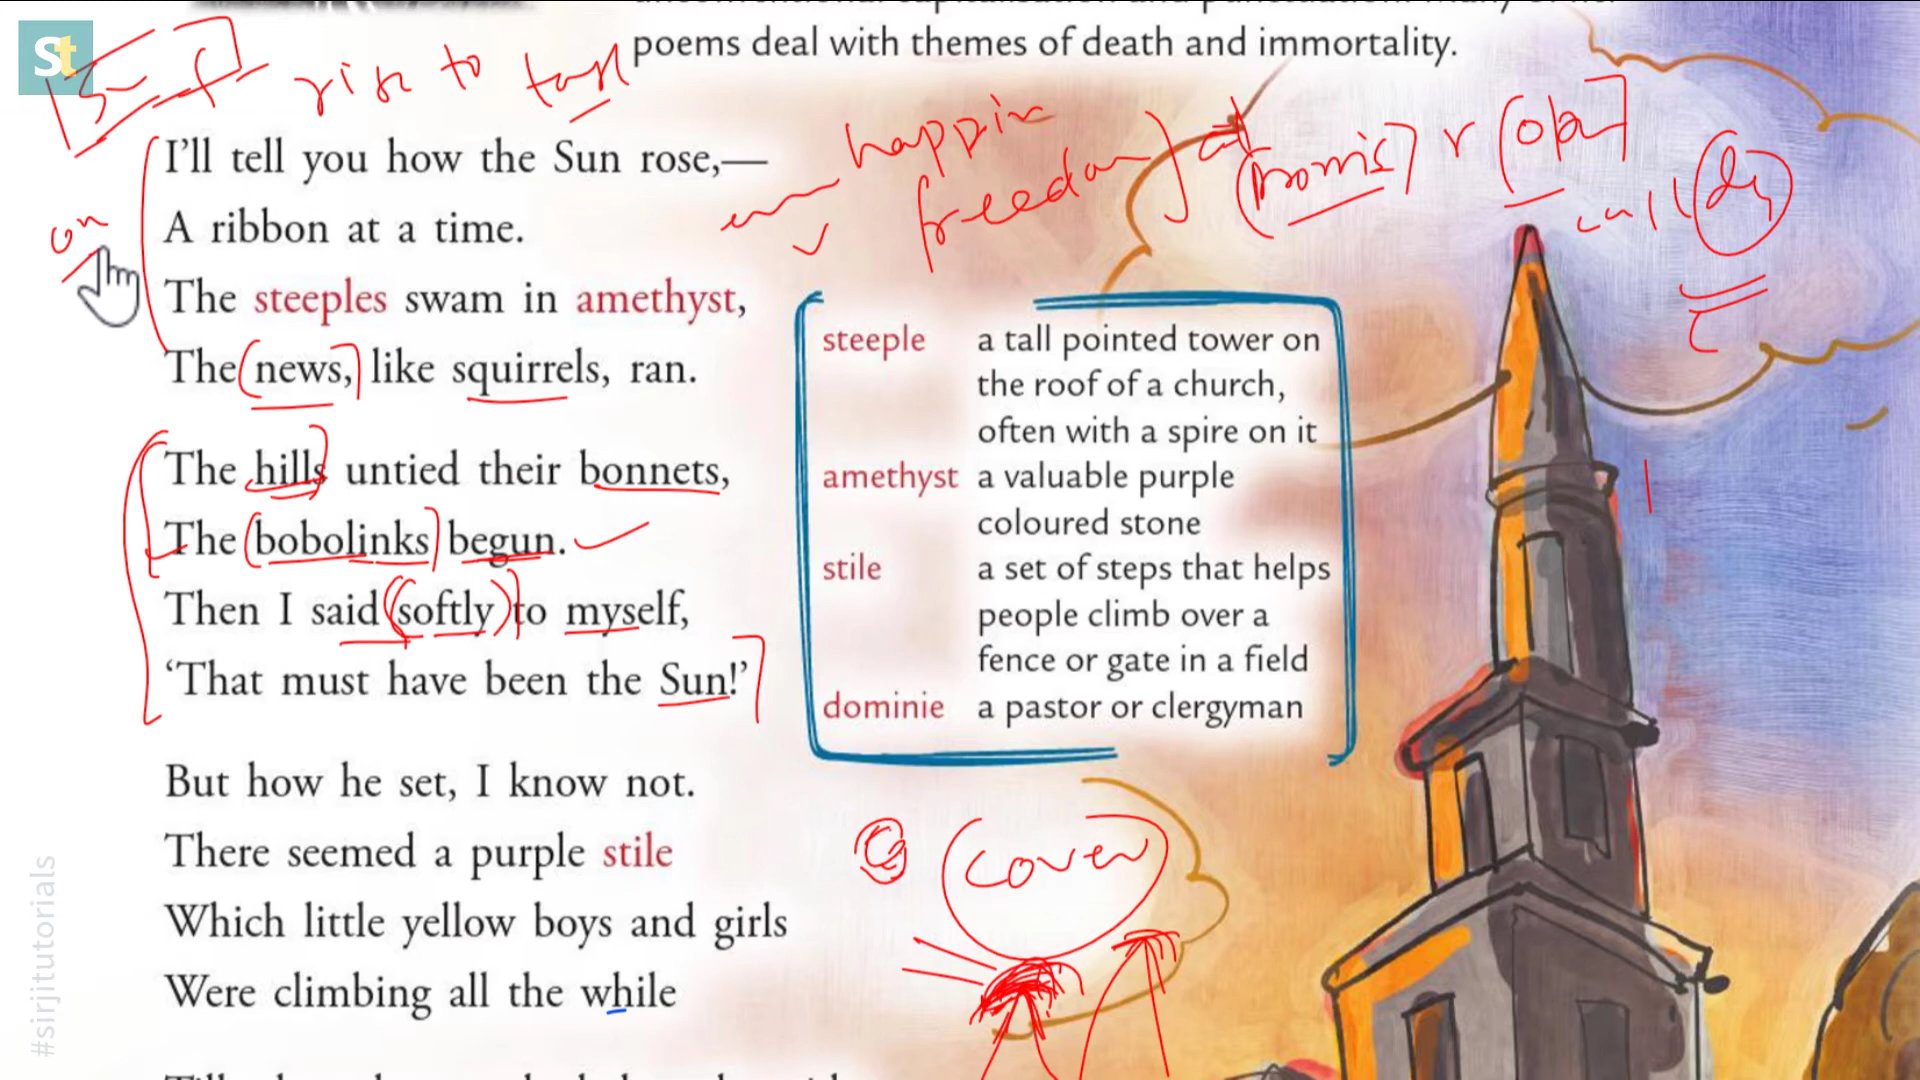 St
poems deal with themes of death and immortality.
rise to
I'll tell you how the Sun rose,—
A ribbon at a time.
The steeples swam in amethyst,
The news, like squirrels, ran.
The hills untied their bonnets,
The bobolinks begun.
Then I said softly to myself,
'That must have been the Sun!'
But how he set, I know not.
There seemed a purple stile
Which little yellow boys and girls
Were climbing all the while
happin
freedom
on
steeple a tall pointed tower on
the roof of a church,
often with a spire on it
amethyst a valuable purple
coloured stone
stile a set of steps that helps
people climb over a
fence or gate in a field
dominie a pastor or clergyman
cover
#sirjitutorials